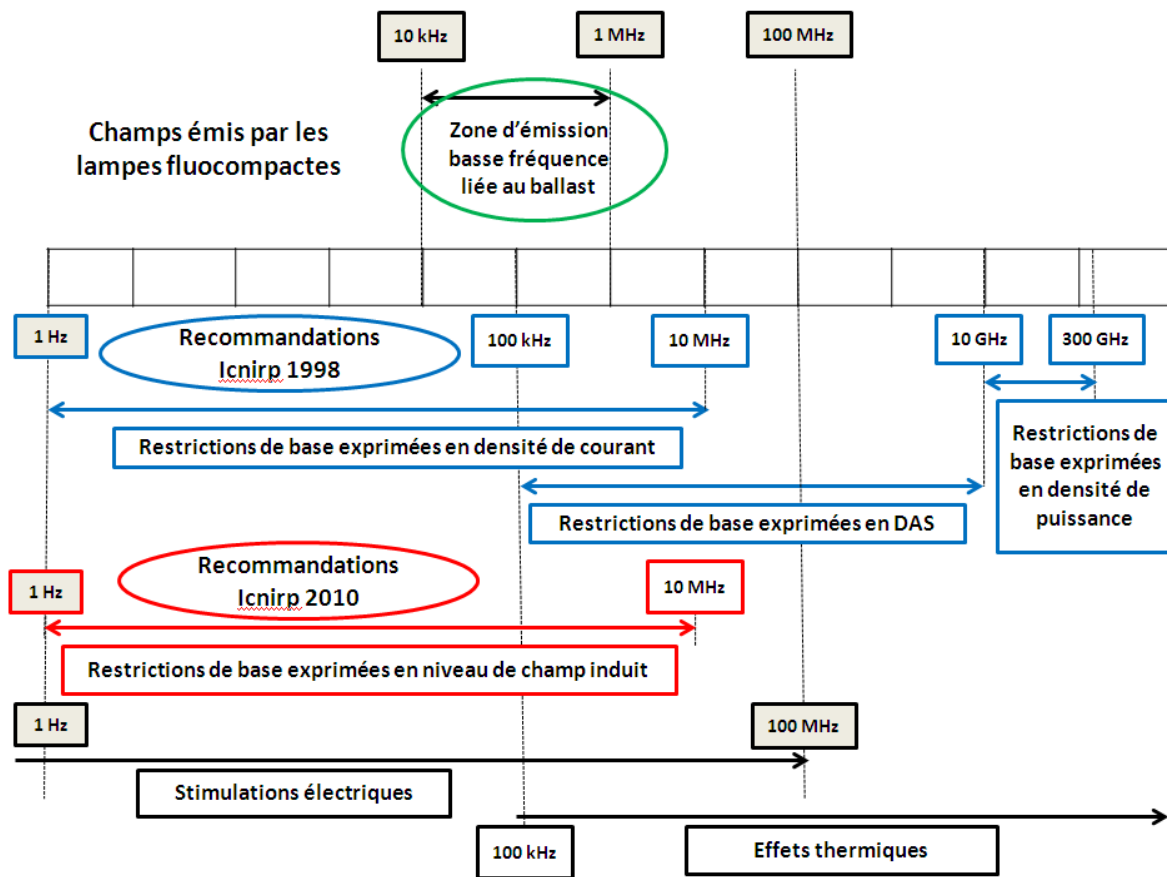 10 kHz
1 MHz
100 MHz
Champs émis par les
lampes fluocompactes
Zone d'émission
basse fréquence
liée au ballast
1 Hz
Recommandations
Icnirp 1998
100 kHz
10 MHz
10 GHz
300 GHz
Restrictions de base exprimées en densité de courant
Restrictions de
base exprimées
en densité de
puissance
Restrictions de base exprimées en DAS
1 Hz
Recommandations
Icnirp 2010
10 MHz
Restrictions de base exprimées en niveau de champ induit
1 Hz
100 MHz
Stimulations électriques
100 kHz
Effets thermiques